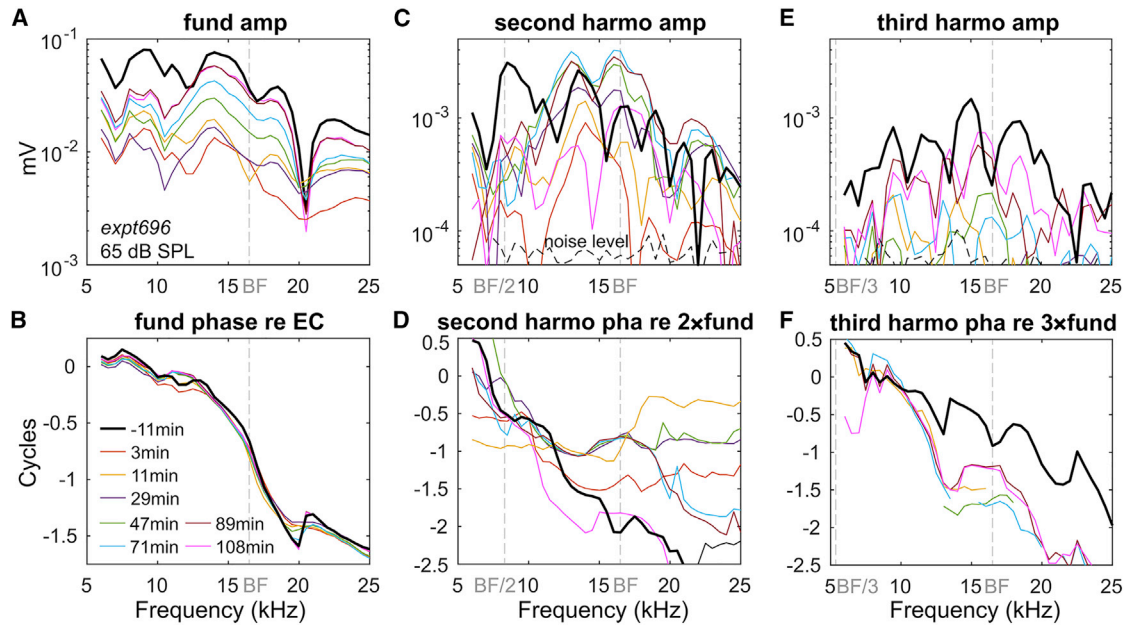 A fund amp
10⁻¹
10⁻²
10⁻³
mV
expt696
65 dB SPL
5 10 15 BF 20 25
B fund phase re EC
0
-0.5
-1
-1.5
Cycles
-11min
3min
11min
29min
47min 89min
71min 108min
5 10 15 BF 20 25
Frequency (kHz)
C second harmo amp
10⁻³
10⁻⁴
noise level
5 BF/2 10 15 BF 20 25
D second harmo pha re 2×fund
0.5
0
-0.5
-1
-1.5
-2
-2.5
5 BF/2 10 15 BF 20 25
Frequency (kHz)
E third harmo amp
10⁻³
10⁻⁴
5 BF/3 10 15 BF 20 25
F third harmo pha re 3×fund
0.5
0
-0.5
-1
-1.5
-2
-2.5
5 BF/3 10 15 BF 20 25
Frequency (kHz)